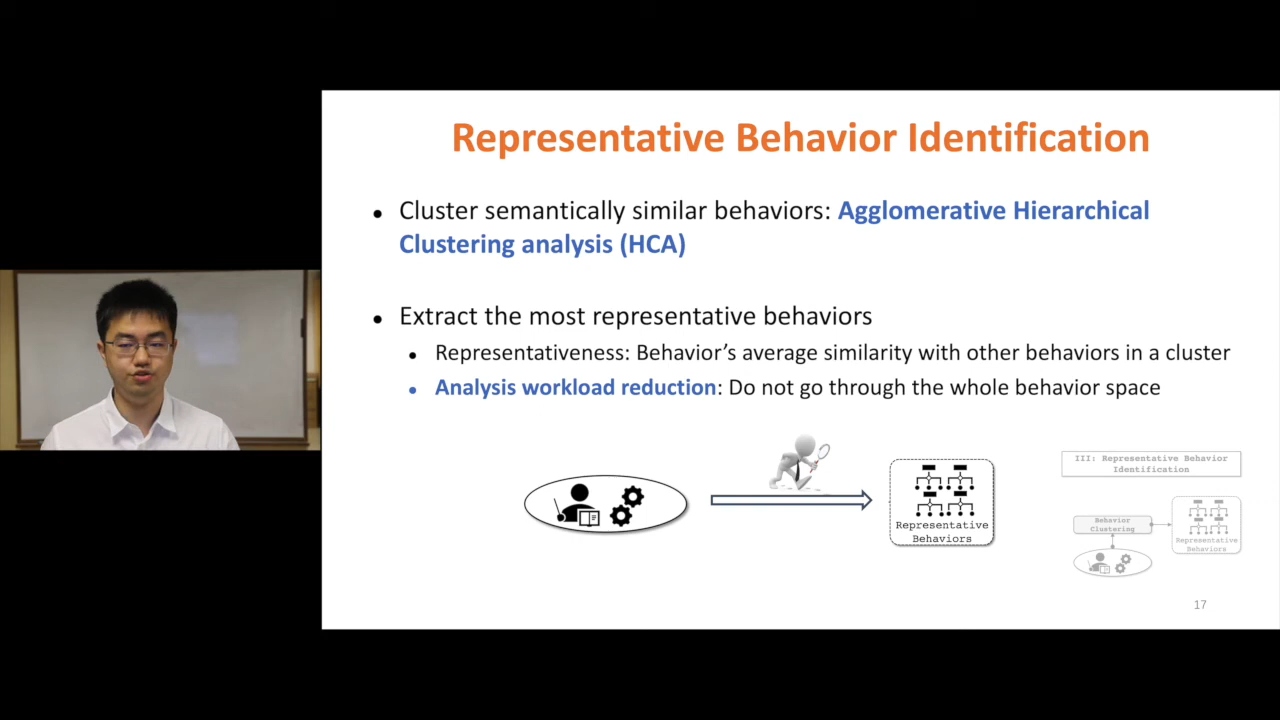 Representative Behavior Identification
● Cluster semantically similar behaviors: Agglomerative Hierarchical
Clustering analysis (HCA)
● Extract the most representative behaviors
● Representativeness: Behavior's average similarity with other behaviors in a cluster
● Analysis workload reduction: Do not go through the whole behavior space
Representative
Behaviors
III: Representative Behavior
Identification
Behavior
Clustering
Representative
Behaviors
17